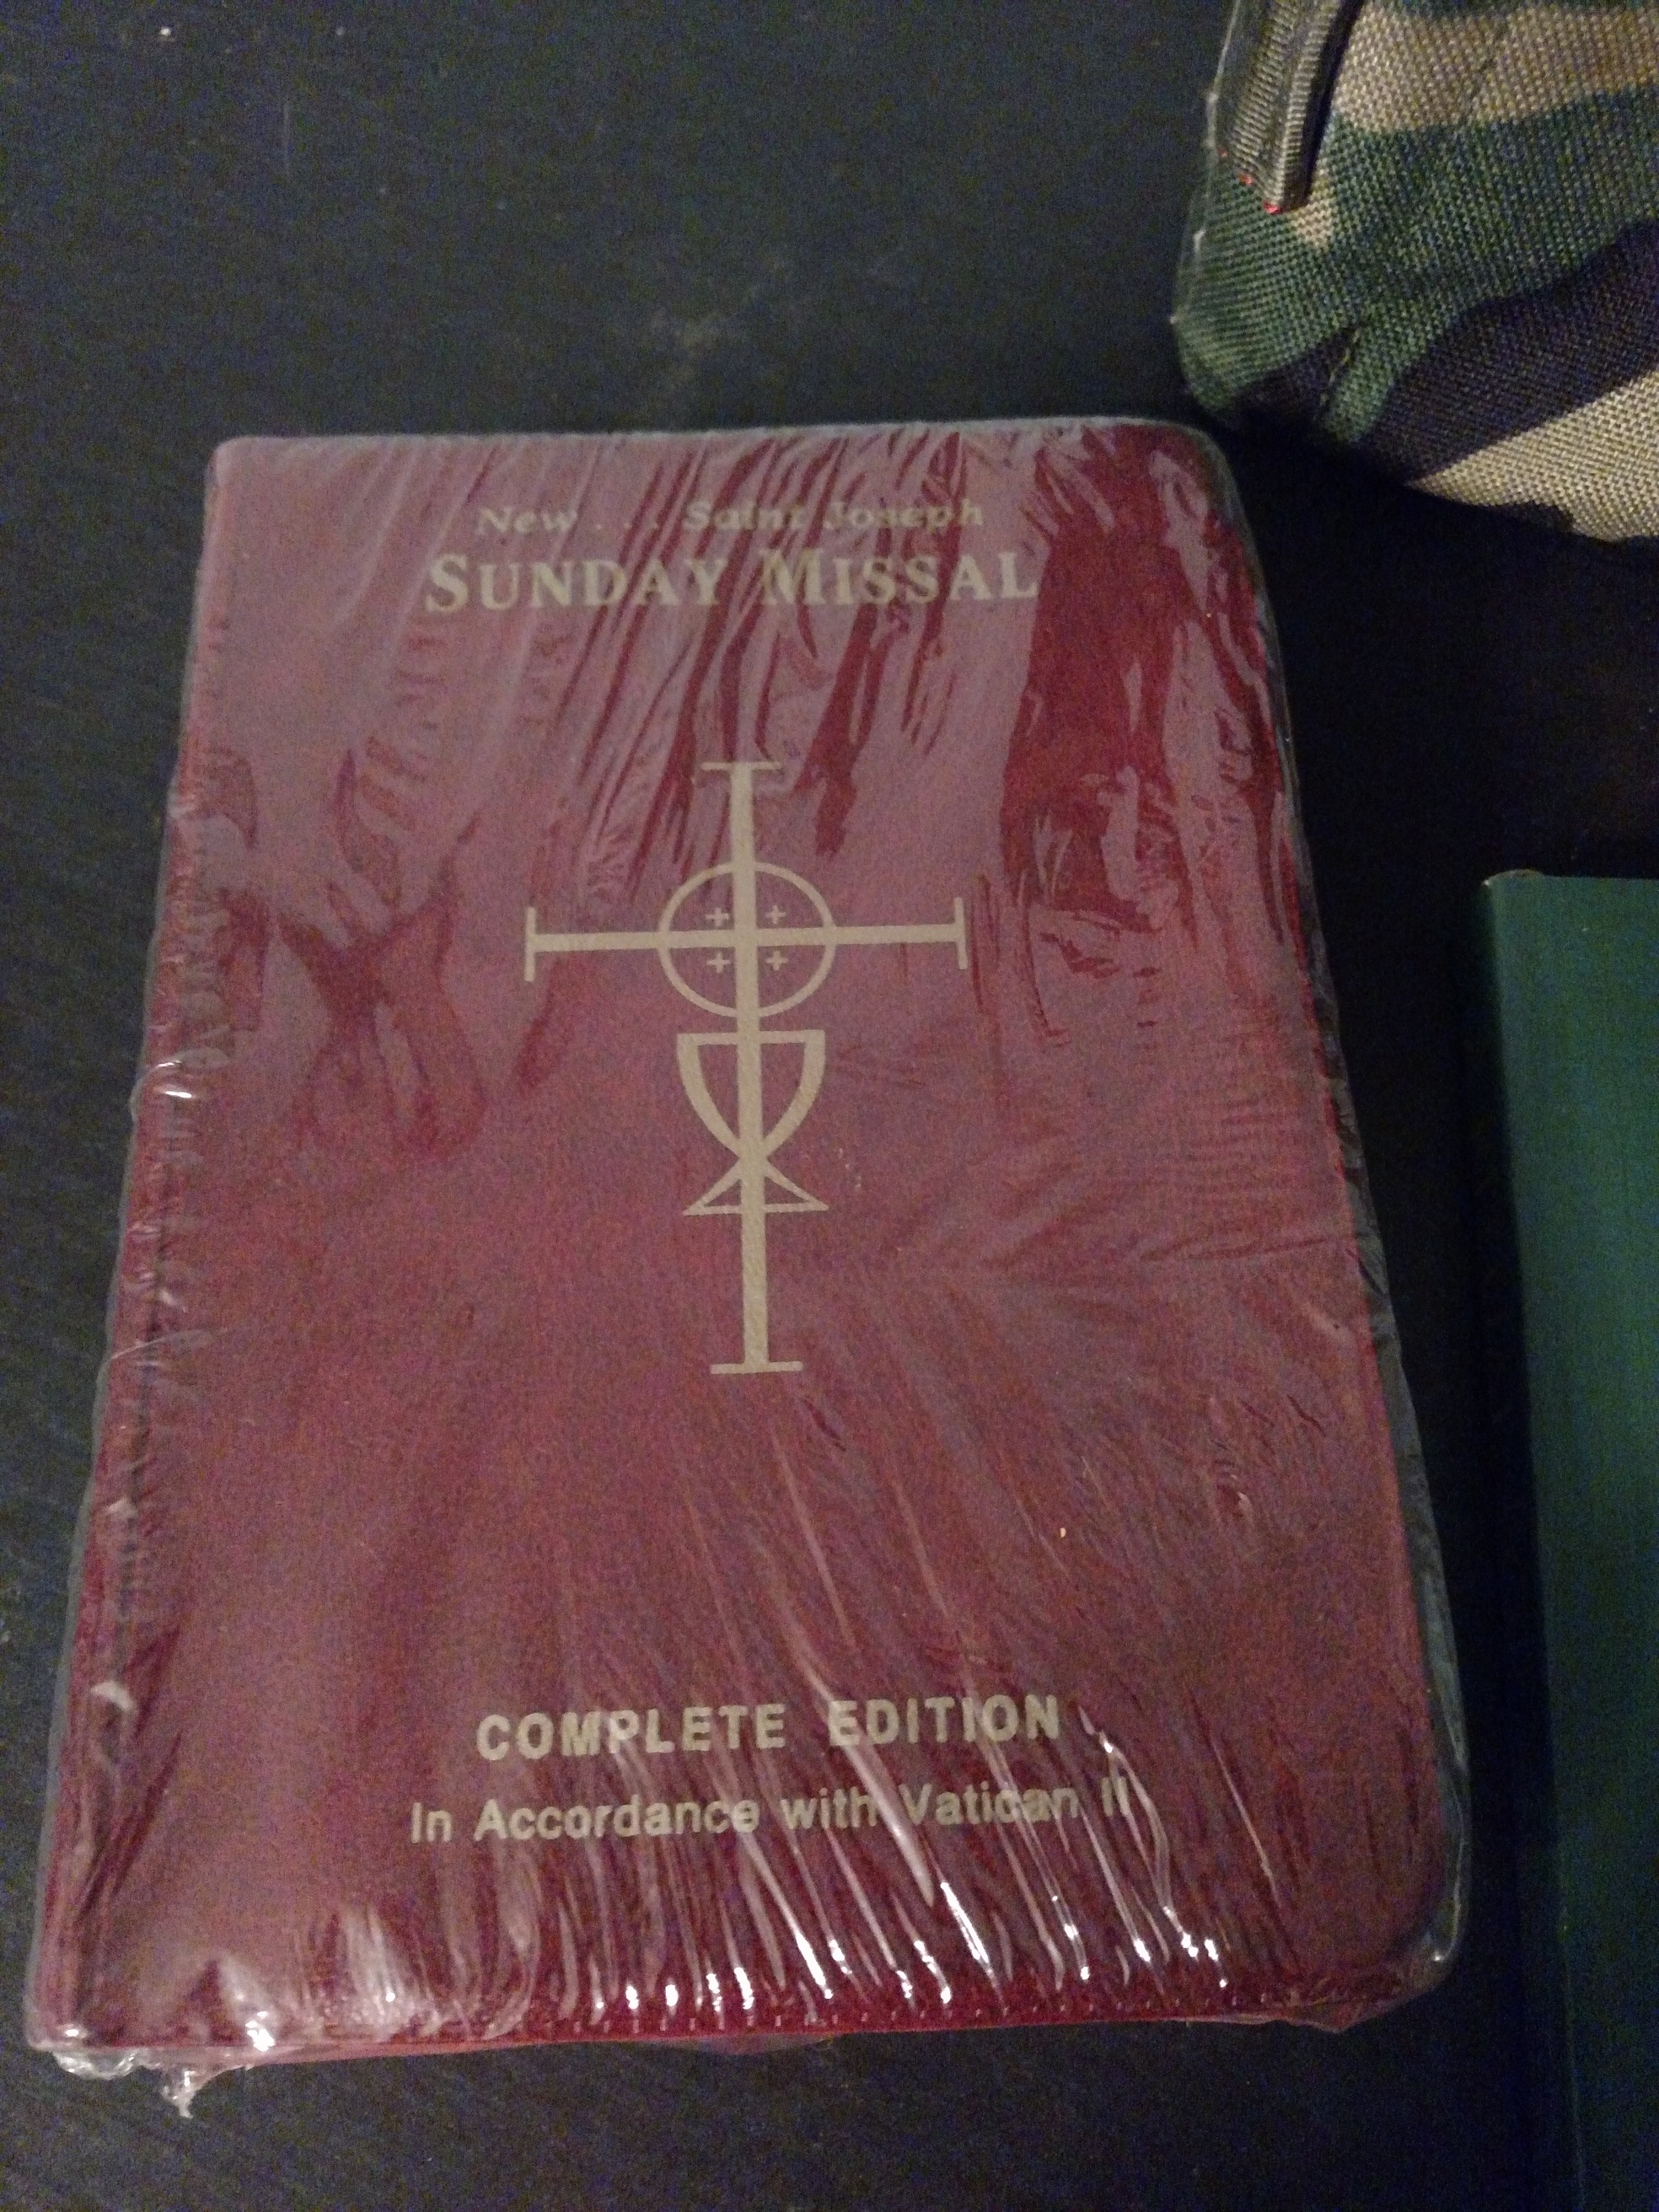 New . . . Saint Joseph
SUNDAY MISSAL
COMPLETE EDITION
In Accordance with Vatican II